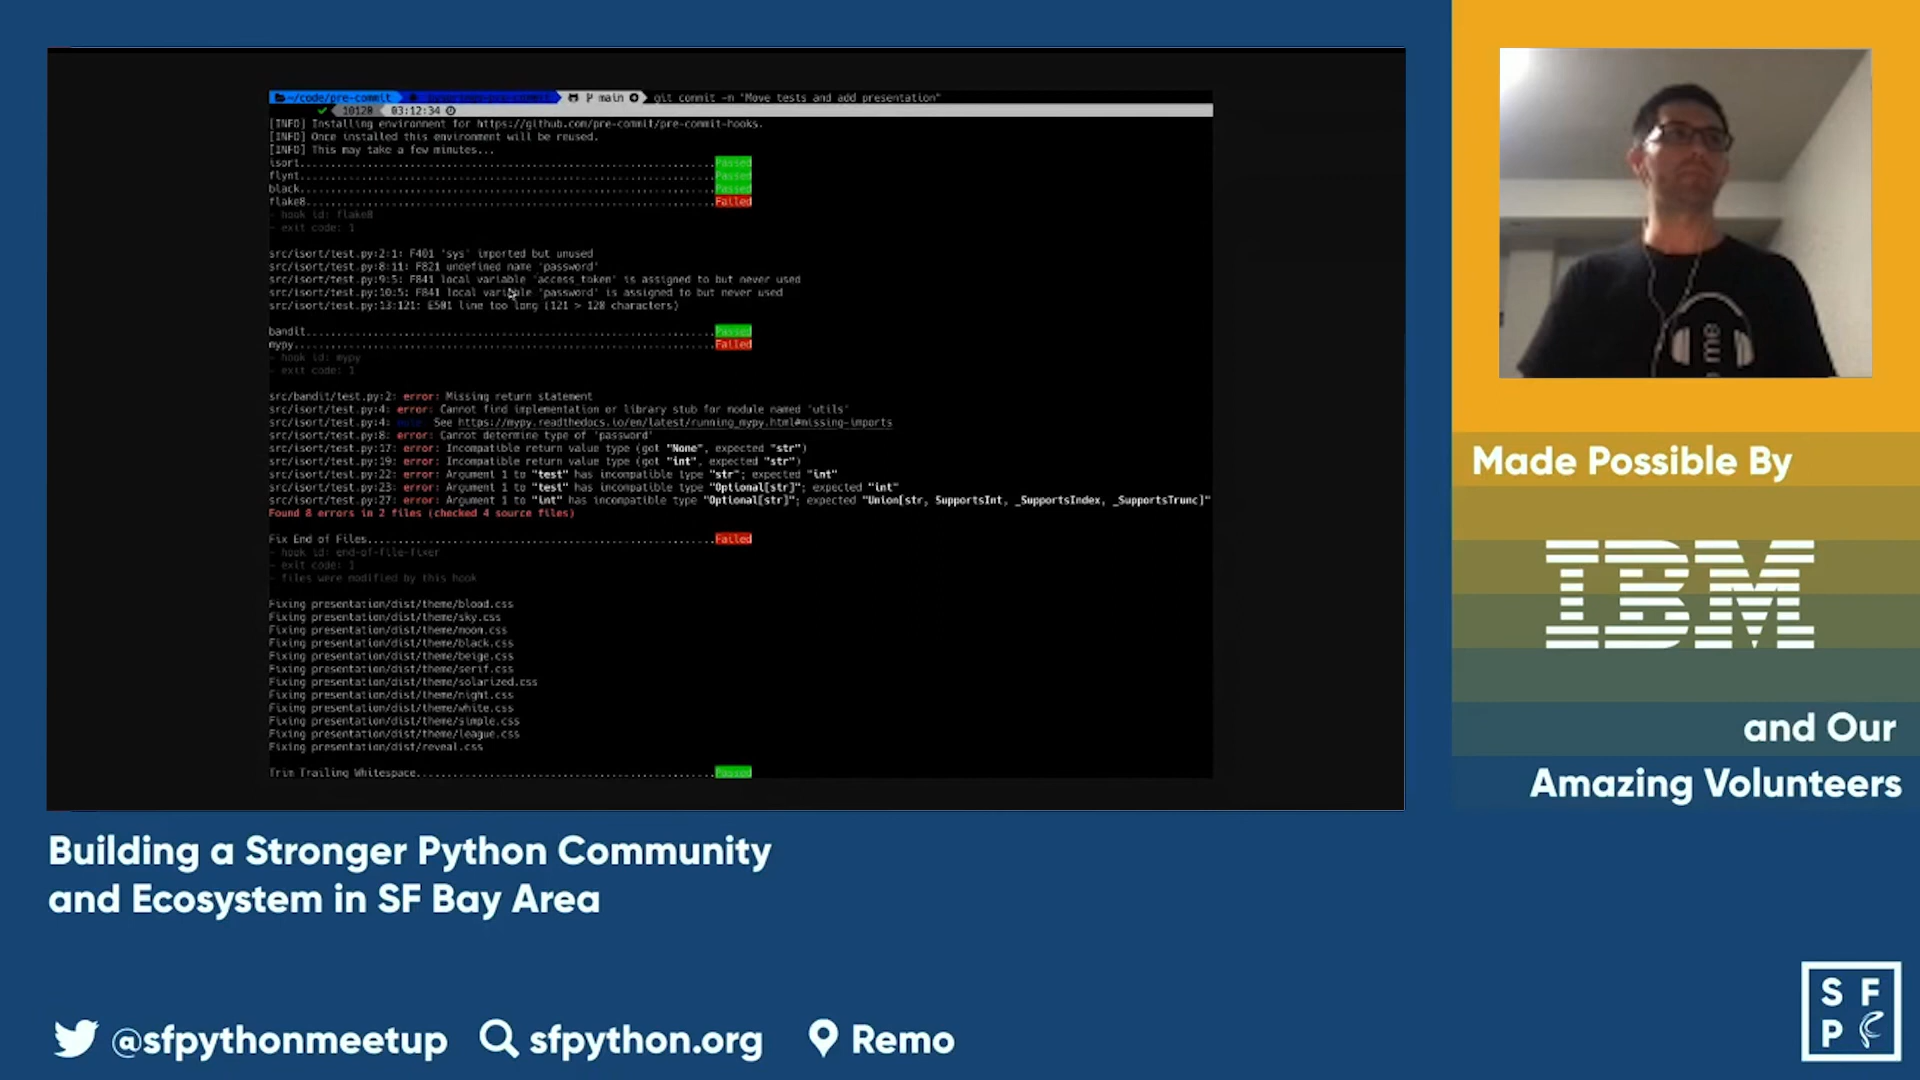 ~/code/pre-commit main git commit -m "Move tests and add presentation"
✔ 10120 03:12:34
[INFO] Installing environment for https://github.com/pre-commit/pre-commit-hooks.
[INFO] Once installed this environment will be reused.
[INFO] This may take a few minutes...
isort......................................................................Passed
flynt......................................................................Passed
black......................................................................Passed
flake8.....................................................................Failed
- hook id: flake8
- exit code: 1
src/isort/test.py:2:1: F401 'sys' imported but unused
src/isort/test.py:8:11: F821 undefined name 'password'
src/isort/test.py:9:5: F841 local variable 'access_token' is assigned to but never used
src/isort/test.py:10:5: F841 local variable 'password' is assigned to but never used
src/isort/test.py:13:121: E501 line too long (121 > 120 characters)
bandit.....................................................................Passed
mypy.......................................................................Failed
- hook id: mypy
- exit code: 1
src/bandit/test.py:2: error: Missing return statement
src/isort/test.py:4: error: Cannot find implementation or library stub for module named 'utils'
src/isort/test.py:4: note: See https://mypy.readthedocs.io/en/latest/running_mypy.html#missing-imports
src/isort/test.py:8: error: Cannot determine type of 'password'
src/isort/test.py:17: error: Incompatible return value type (got "None", expected "str")
src/isort/test.py:19: error: Incompatible return value type (got "int", expected "str")
src/isort/test.py:22: error: Argument 1 to "test" has incompatible type "str"; expected "int"
src/isort/test.py:23: error: Argument 1 to "test" has incompatible type "Optional[str]"; expected "int"
src/isort/test.py:27: error: Argument 1 to "int" has incompatible type "Optional[str]"; expected "Union[str, SupportsInt, _SupportsIndex, _SupportsTrunc]"
Found 8 errors in 2 files (checked 4 source files)
Fix End of Files...........................................................Failed
- hook id: end-of-file-fixer
- exit code: 1
- files were modified by this hook
Fixing presentation/dist/theme/blood.css
Fixing presentation/dist/theme/sky.css
Fixing presentation/dist/theme/moon.css
Fixing presentation/dist/theme/black.css
Fixing presentation/dist/theme/beige.css
Fixing presentation/dist/theme/serif.css
Fixing presentation/dist/theme/solarized.css
Fixing presentation/dist/theme/night.css
Fixing presentation/dist/theme/white.css
Fixing presentation/dist/theme/simple.css
Fixing presentation/dist/theme/league.css
Fixing presentation/dist/reveal.css
Trim Trailing Whitespace...................................................Passed
me
Made Possible By
IBM
and Our
Amazing Volunteers
Building a Stronger Python Community
and Ecosystem in SF Bay Area
@sfpythonmeetup sfpython.org Remo
S F
P